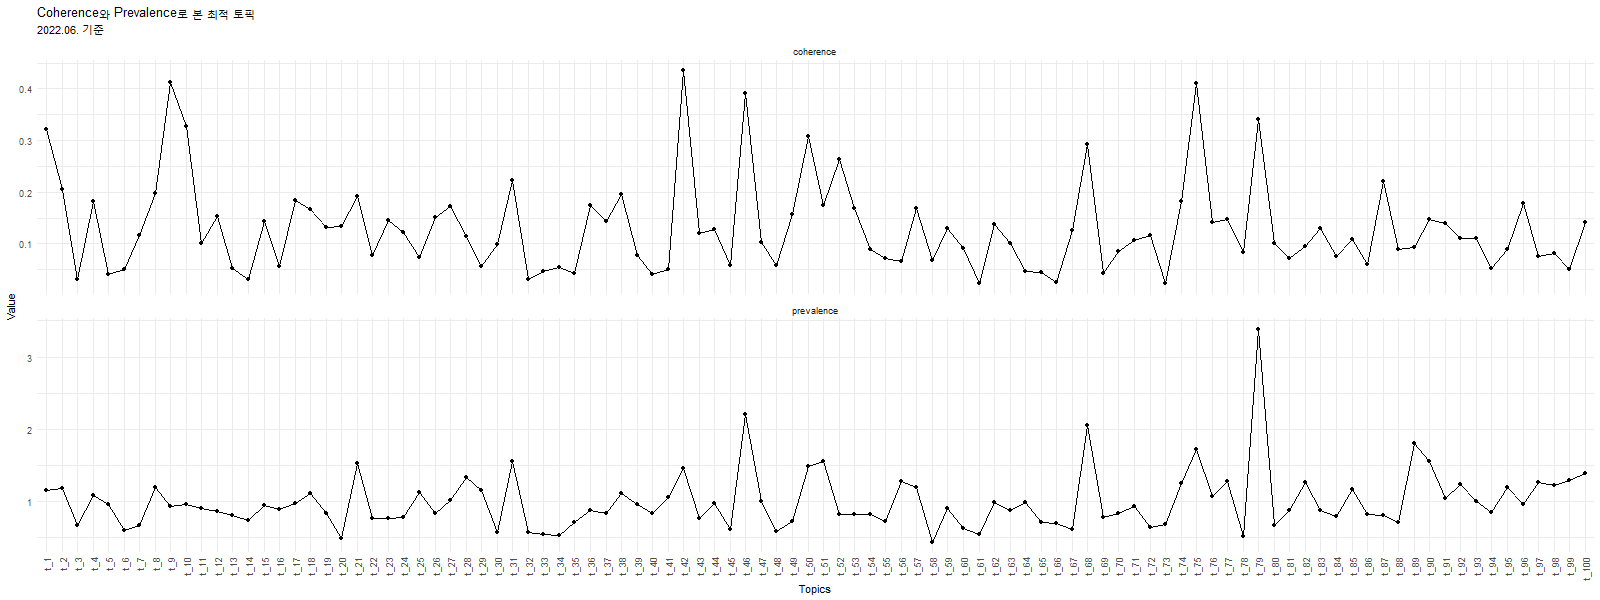 Coherence와 Prevalence로 본 최적 토픽
2022.06. 기준
coherence
0.4
0.3
0.2
0.1
Value
prevalence
3
2
1
t_1 t_2 t_3 t_4 t_5 t_6 t_7 t_8 t_9 t_10 t_11 t_12 t_13 t_14 t_15 t_16 t_17 t_18 t_19 t_20 t_21 t_22 t_23 t_24 t_25 t_26 t_27 t_28 t_29 t_30 t_31 t_32 t_33 t_34 t_35 t_36 t_37 t_38 t_39 t_40 t_41 t_42 t_43 t_44 t_45 t_46 t_47 t_48 t_49 t_50 t_51 t_52 t_53 t_54 t_55 t_56 t_57 t_58 t_59 t_60 t_61 t_62 t_63 t_64 t_65 t_66 t_67 t_68 t_69 t_70 t_71 t_72 t_73 t_74 t_75 t_76 t_77 t_78 t_79 t_80 t_81 t_82 t_83 t_84 t_85 t_86 t_87 t_88 t_89 t_90 t_91 t_92 t_93 t_94 t_95 t_96 t_97 t_98 t_99 t_100
Topics